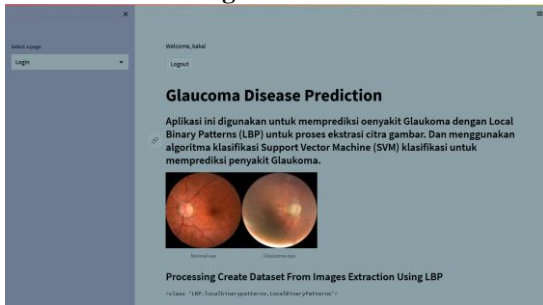 Select a page
Login
Welcome, kaka!
Logout
Glaucoma Disease Prediction
Aplikasi ini digunakan untuk memprediksi oenyakit Glaukoma dengan Local
Binary Patterns (LBP) untuk proses ekstrasi citra gambar. Dan menggunakan
algoritma klasifikasi Support Vector Machine (SVM) klasifikasi untuk
memprediksi penyakit Glaukoma.
Normal eye
Glaucoma eye
Processing Create Dataset From Images Extraction Using LBP
<class 'LBP.localbinarypatterns.LocalBinaryPatterns'>